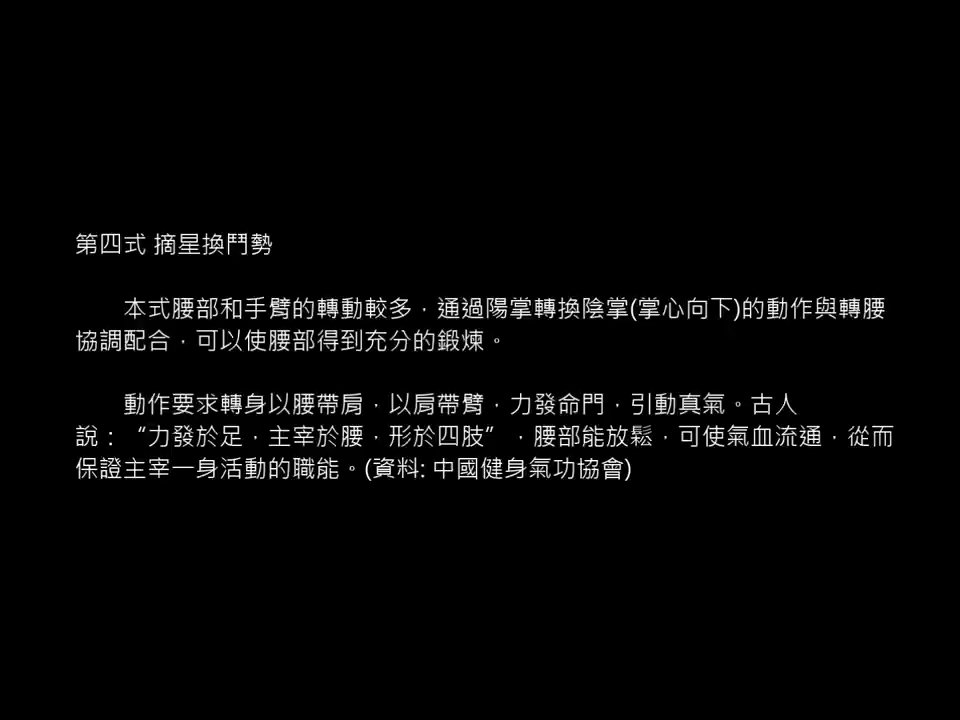 第四式 摘星換鬥勢
本式腰部和手臂的轉動較多，通過陽掌轉換陰掌(掌心向下)的動作與轉腰
協調配合，可以使腰部得到充分的鍛煉。
動作要求轉身以腰帶肩，以肩帶臂，力發命門，引動真氣。古人
說：“力發於足，主宰於腰，形於四肢”，腰部能放鬆，可使氣血流通，從而
保證主宰一身活動的職能。(資料: 中國健身氣功協會)